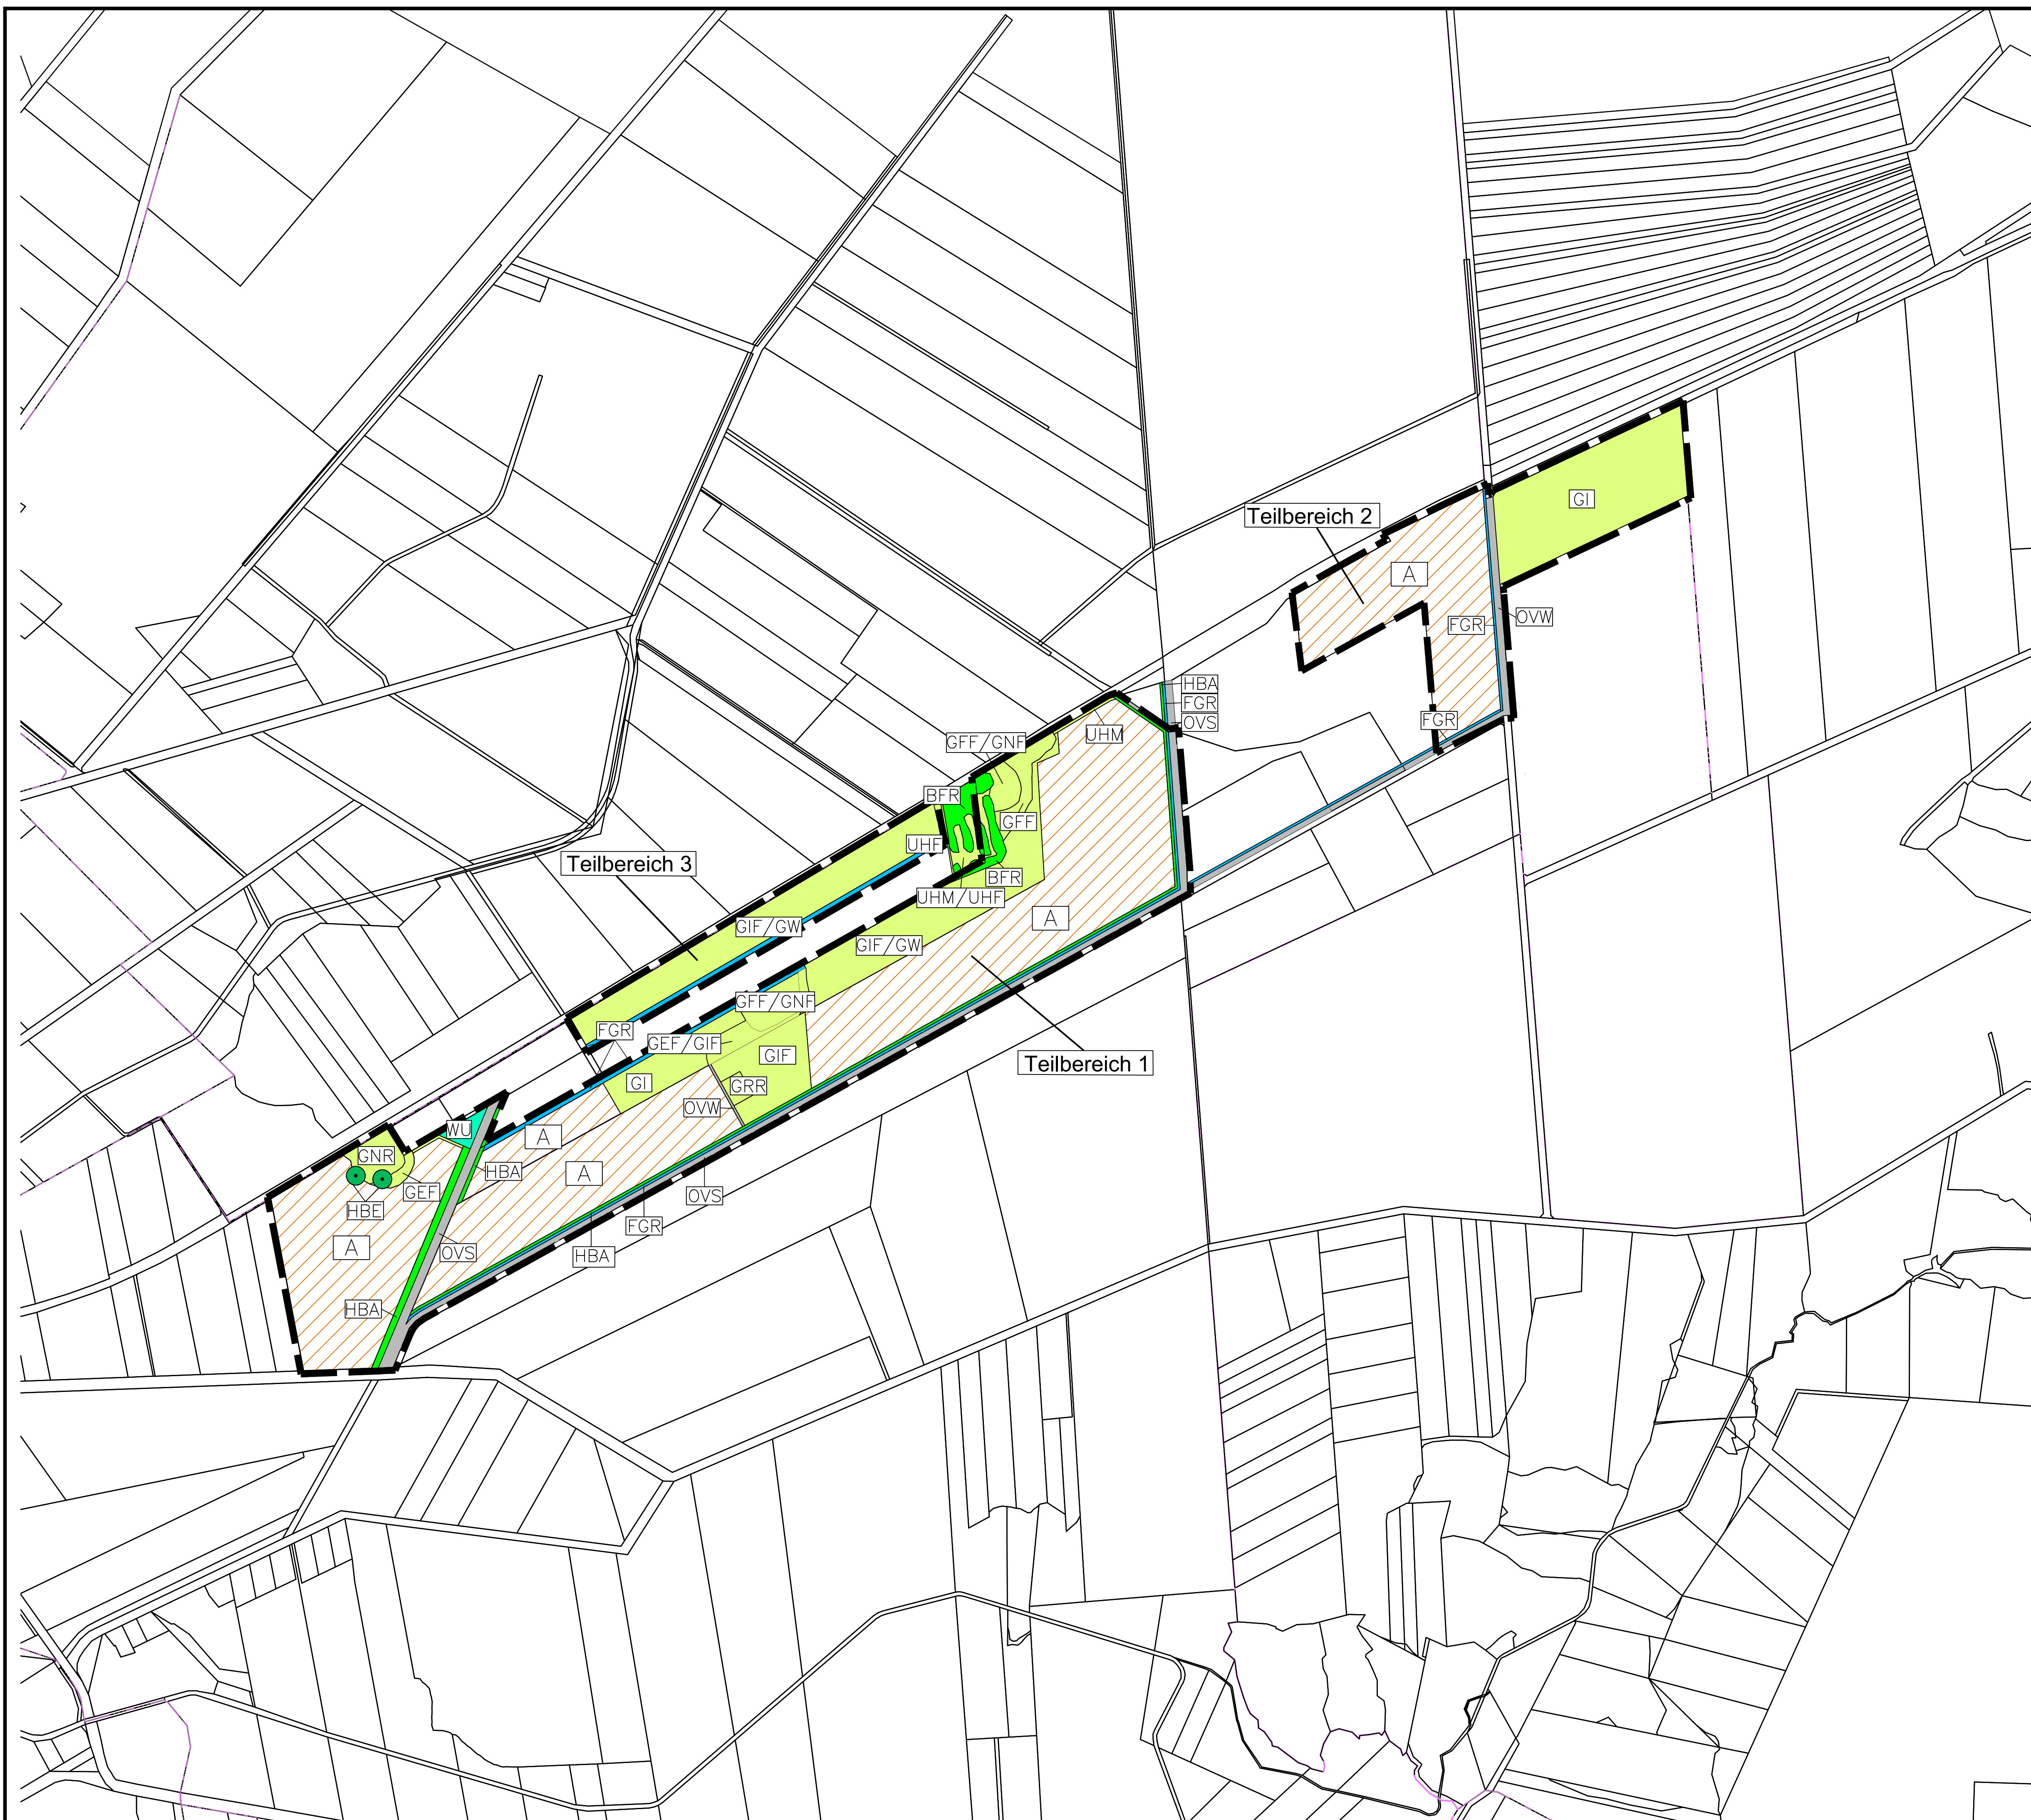 GI
Teilbereich 2
A
OVW
FGR
HBA
FGR
OVS
FGR
UHM
GFF/GNF
BFR
GFF
UHF
Teilbereich 3
BFR
UHM/UHF
A
GIF/GW
GIF/GW
GFF/GNF
FGR
GEF/GIF
GIF
Teilbereich 1
GI
GRR
OVW
WU
A
GNR
HBA
A
GEF
OVS
HBE
FGR
A
OVS
HBA
HBA